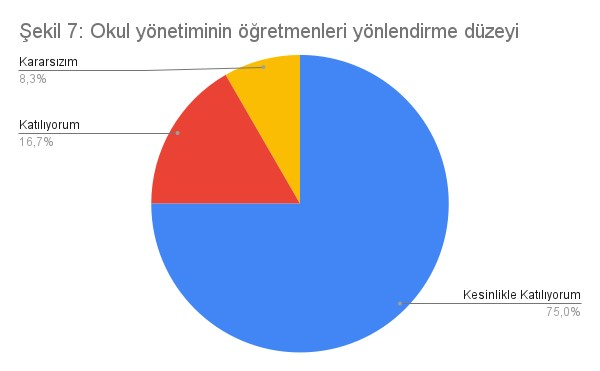 Şekil 7: Okul yönetiminin öğretmenleri yönlendirme düzeyi
Kararsızım
8,3%
Katılıyorum
16,7%
Kesinlikle Katılıyorum
75,0%